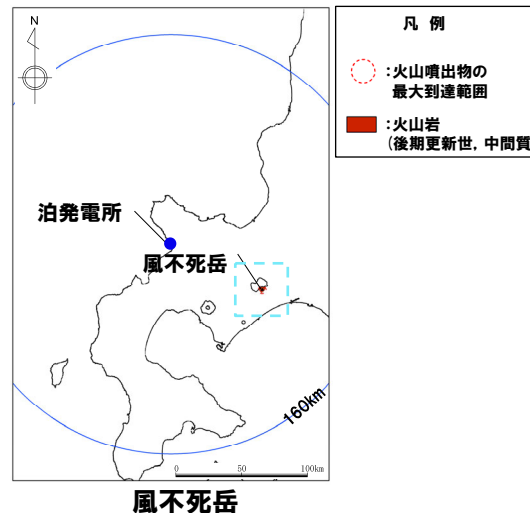 N
凡 例
:火山噴出物の
最大到達範囲
:火山岩
(後期更新世, 中間質
泊発電所
風不死岳
160km
0 50 100km
風不死岳